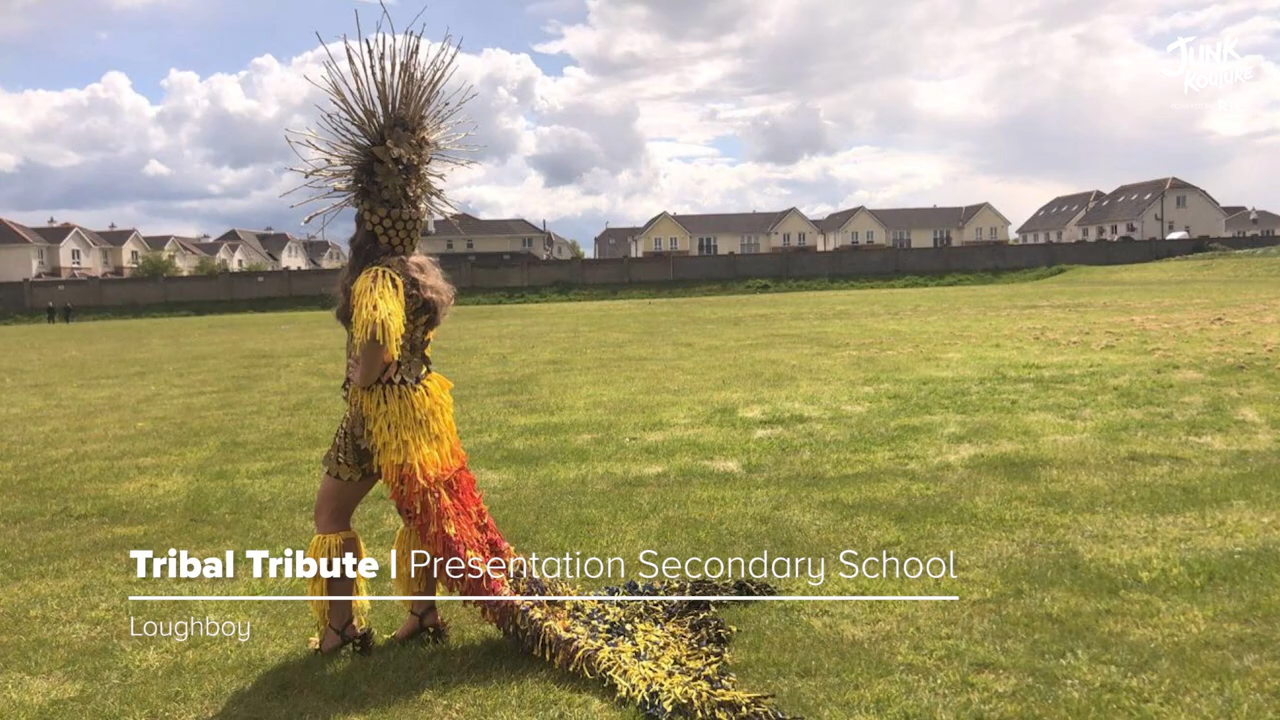 JUNK
KOUTURE
Tribal Tribute | Presentation Secondary School
Loughboy